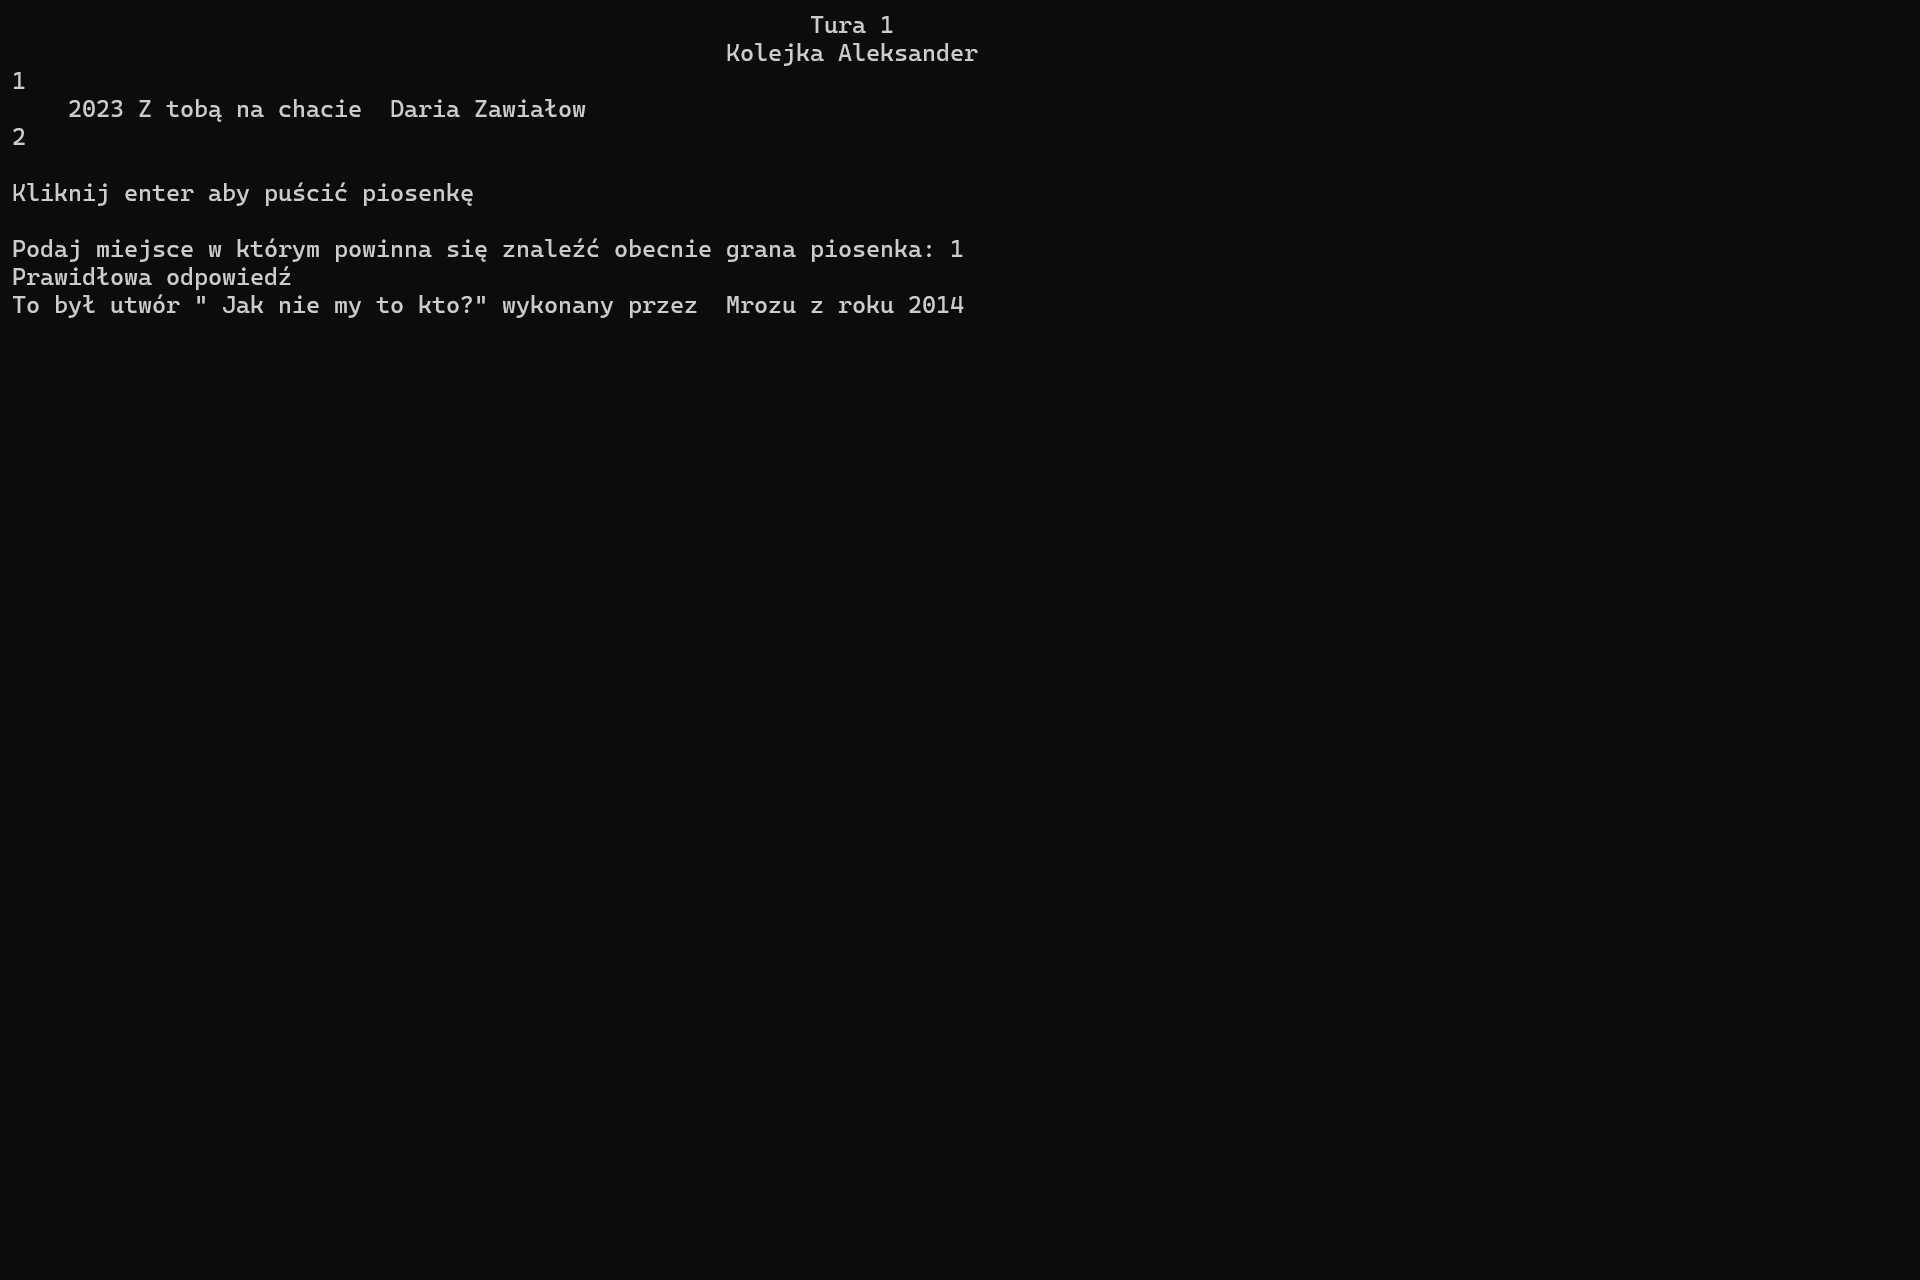 Tura 1
Kolejka Aleksander
1
2023 Z tobą na chacie  Daria Zawiałow
2
Kliknij enter aby puścić piosenkę
Podaj miejsce w którym powinna się znaleźć obecnie grana piosenka: 1
Prawidłowa odpowiedź
To był utwór " Jak nie my to kto?" wykonany przez  Mrozu z roku 2014